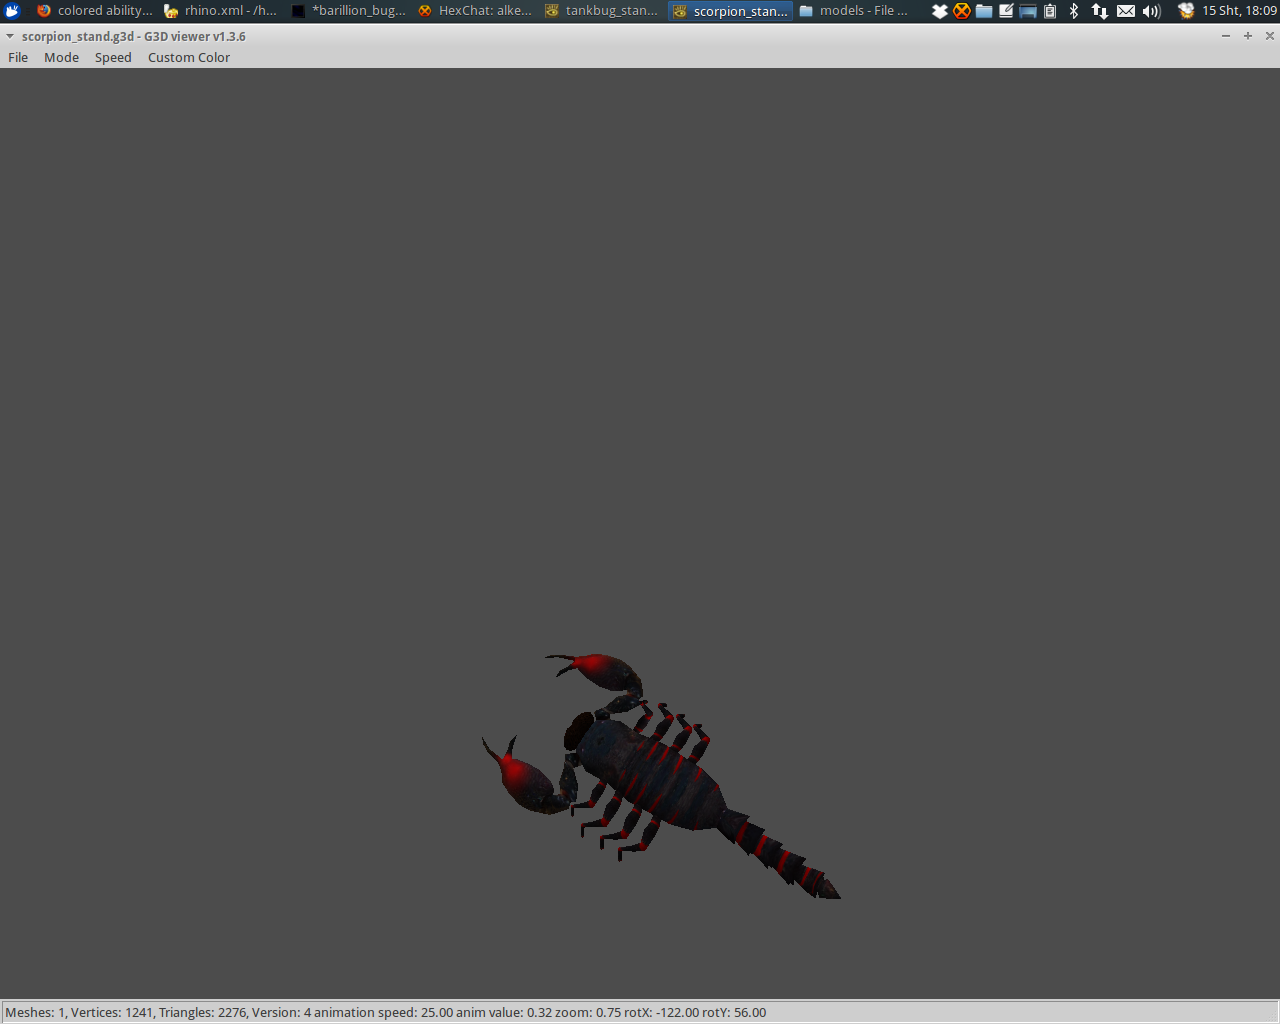 colored ability... rhino.xml - /h... *barillion_bug... HexChat: alke... tankbug_stan... scorpion_stan... models - File ... 15 Sht, 18:09
scorpion_stand.g3d - G3D viewer v1.3.6
File Mode Speed Custom Color
Meshes: 1, Vertices: 1241, Triangles: 2276, Version: 4 animation speed: 25.00 anim value: 0.32 zoom: 0.75 rotX: -122.00 rotY: 56.00